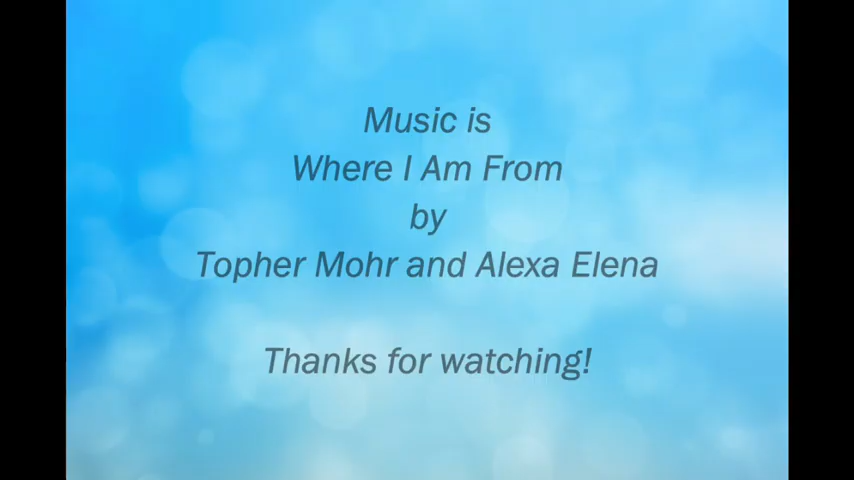 Music is
Where I Am From
by
Topher Mohr and Alexa Elena
Thanks for watching!